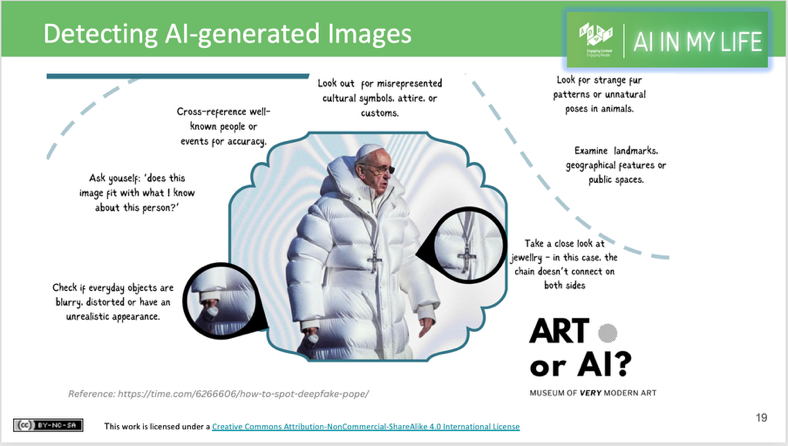 Detecting AI-generated Images
AI IN MY LIFE
Look out for misrepresented
cultural symbols, attire, or
customs.
Look for strange fur
patterns or unnatural
poses in animals.
Cross-reference well-
known people or
events for accuracy.
Examine landmarks,
geographical features or
public spaces.
Ask youself: 'does this
image fit with what I know
about this person?'
Take a close look at
jewellry - in this case, the
chain doesn't connect on
both sides
Check if everyday objects are
blurry, distorted or have an
unrealistic appearance.
ART
or AI?
MUSEUM OF VERY MODERN ART
Reference: https://time.com/6266606/how-to-spot-deepfake-pope/
19
CC BY-NC-SA
This work is licensed under a Creative Commons Attribution-NonCommercial-ShareAlike 4.0 International License